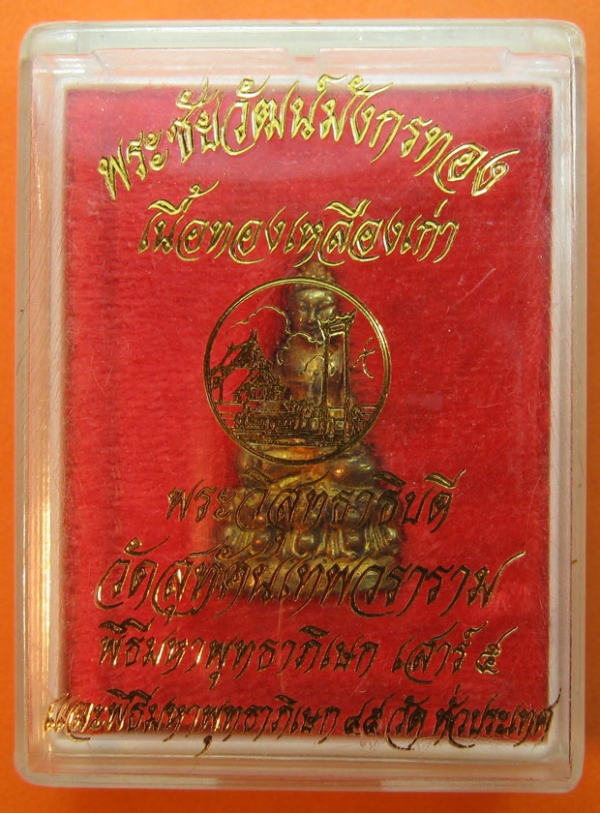 พระชัยวัฒน์มังกรทอง
เนื้อทองเหลืองเก่า
พระวิสุทธาธิบดี
วัดสุทัศน์เทพวราราม
พิธีมหาพุทธาภิเษก เสาร์ ๕
และพิธีมหาพุทธาภิเษก ๔๕ วัด ทั่วประเทศ